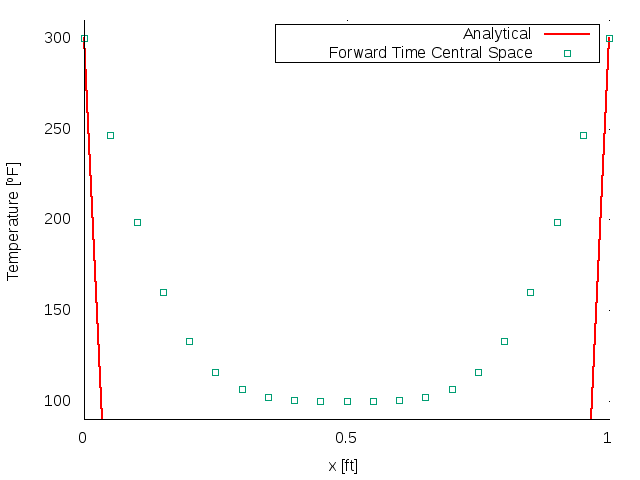 Analytical
Forward Time Central Space
300
250
200
150
100
Temperature [ºF]
0
0.5
1
x [ft]